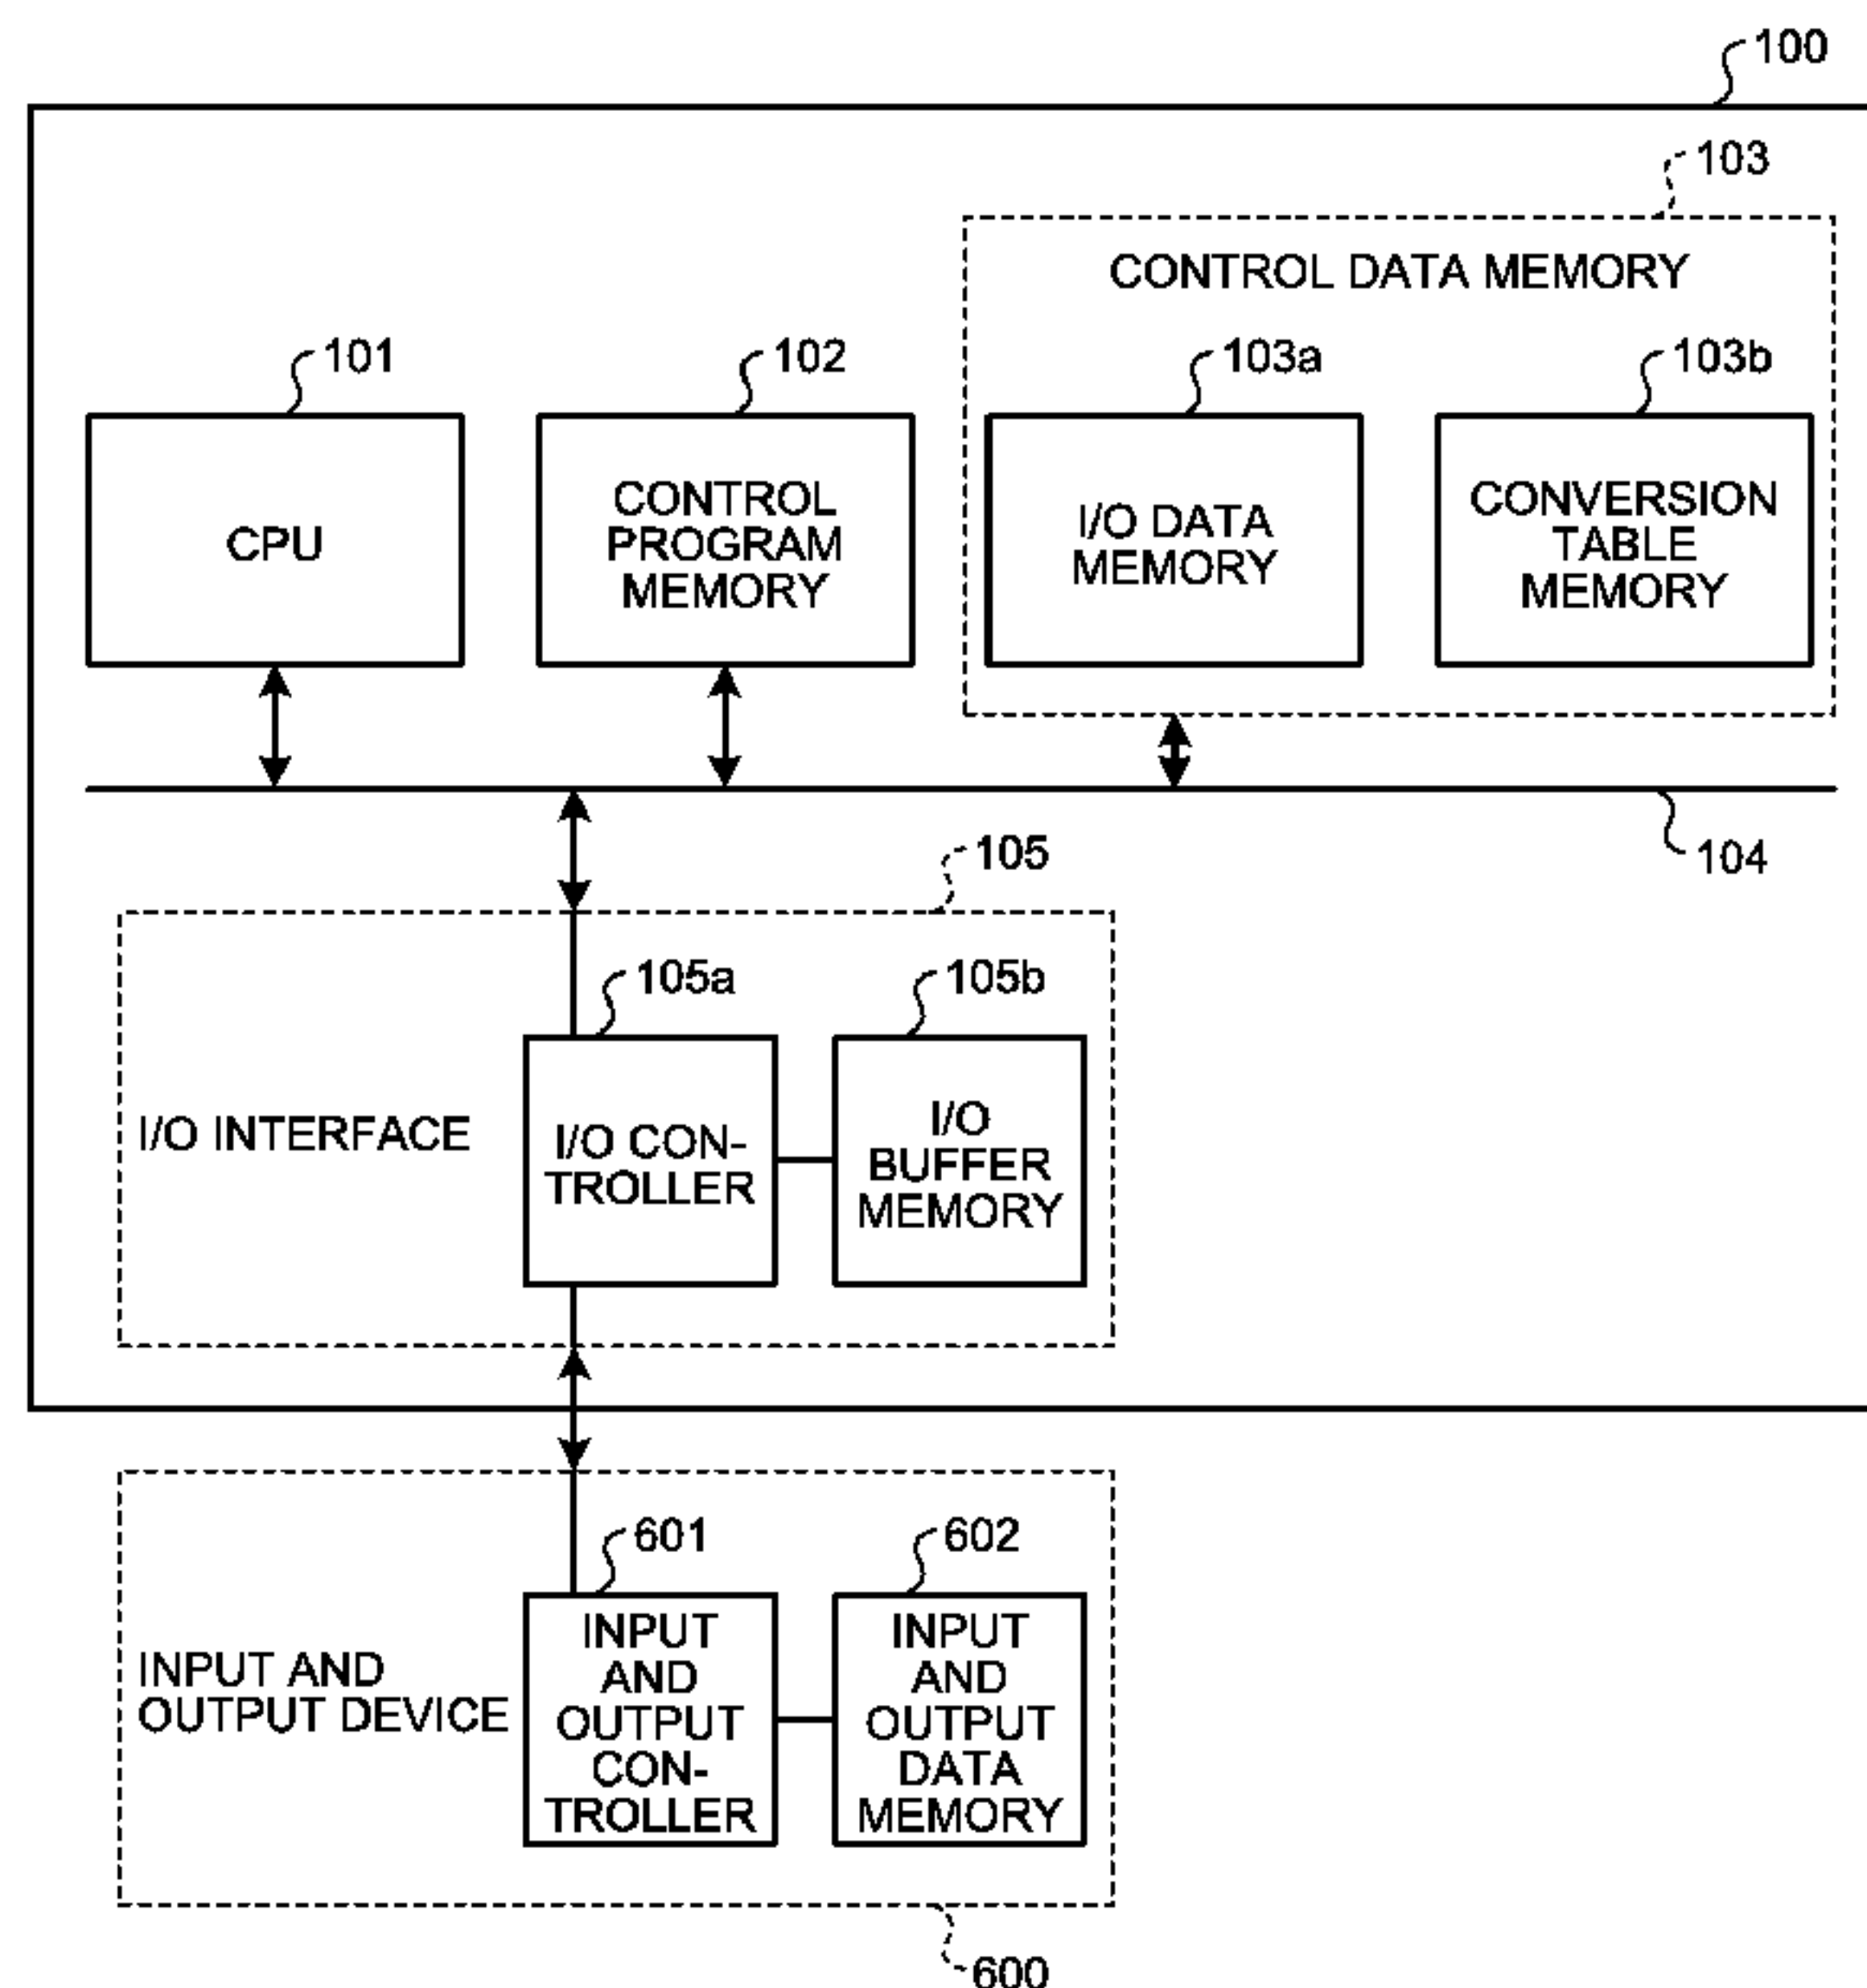 100
103
CONTROL DATA MEMORY
101
102
103a
103b
CPU
CONTROL
PROGRAM
MEMORY
I/O DATA
MEMORY
CONVERSION
TABLE
MEMORY
104
105
105a
105b
I/O INTERFACE
I/O CON-
TROLLER
I/O
BUFFER
MEMORY
601
602
INPUT AND
OUTPUT DEVICE
INPUT
AND
OUTPUT
CON-
TROLLER
INPUT
AND
OUTPUT
DATA
MEMORY
600